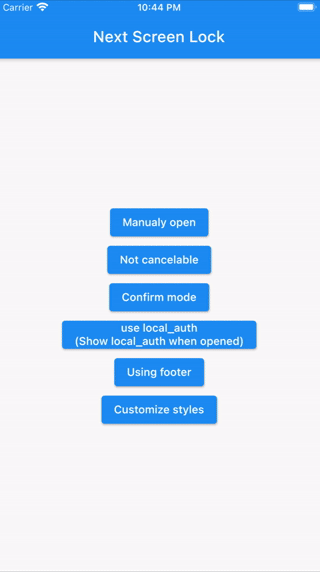 Carrier 10:44 PM
Next Screen Lock
Manualy open
Not cancelable
Confirm mode
use local_auth
(Show local_auth when opened)
Using footer
Customize styles